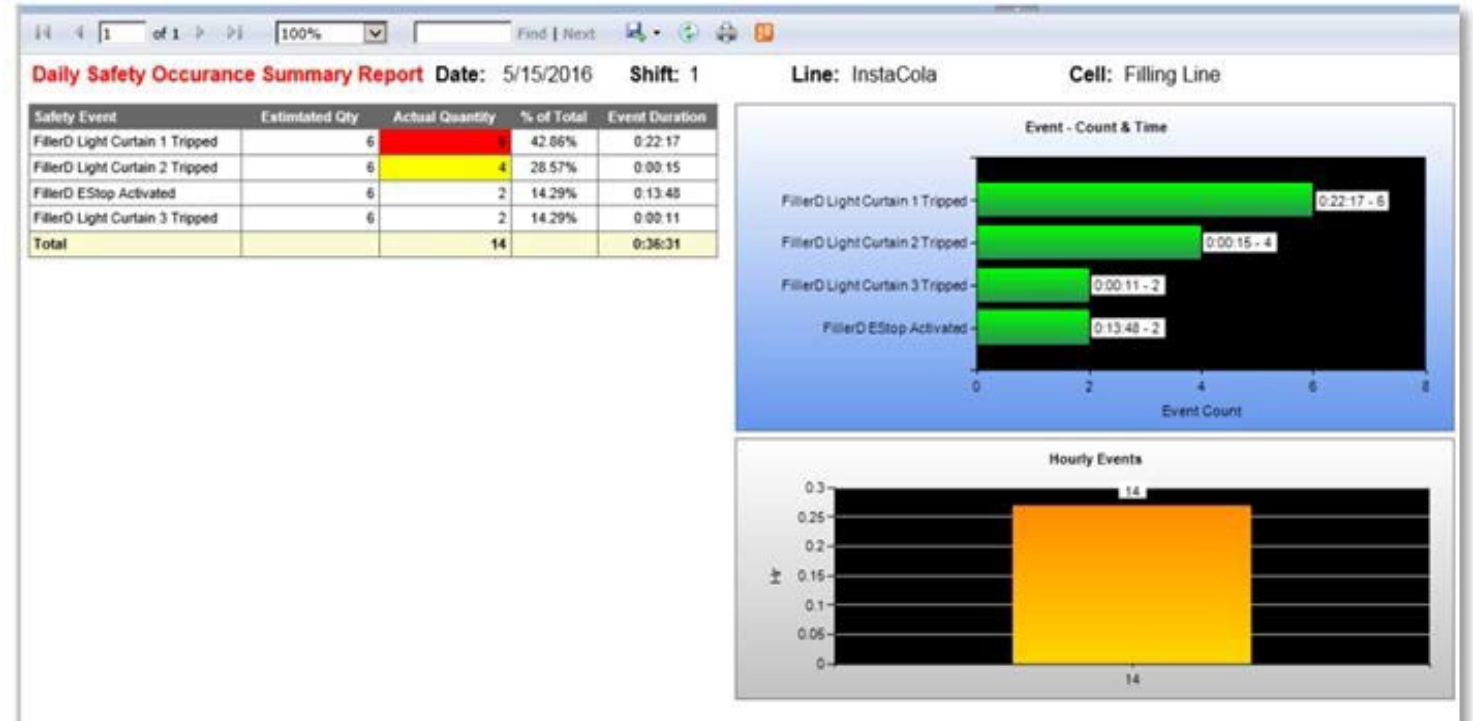 1 of 1 100% Find | Next
Daily Safety Occurance Summary Report Date: 5/15/2016 Shift: 1 Line: InstaCola Cell: Filling Line
Safety Event Estimtated Qty Actual Quantity % of Total Event Duration
FillerD Light Curtain 1 Tripped 6 6 42.86% 0:22:17
FillerD Light Curtain 2 Tripped 6 4 28.57% 0:00:15
FillerD EStop Activated 6 2 14.29% 0:13:48
FillerD Light Curtain 3 Tripped 6 2 14.29% 0:00:11
Total 14 0:36:31
Event - Count & Time
FillerD Light Curtain 1 Tripped 0:22:17 - 6
FillerD Light Curtain 2 Tripped 0:00:15 - 4
FillerD Light Curtain 3 Tripped 0:00:11 - 2
FillerD EStop Activated 0:13:48 - 2
0 2 4 6 8
Event Count
Hourly Events
14
0.3
0.25
0.2
0.15
0.1
0.05
0
Hr
14